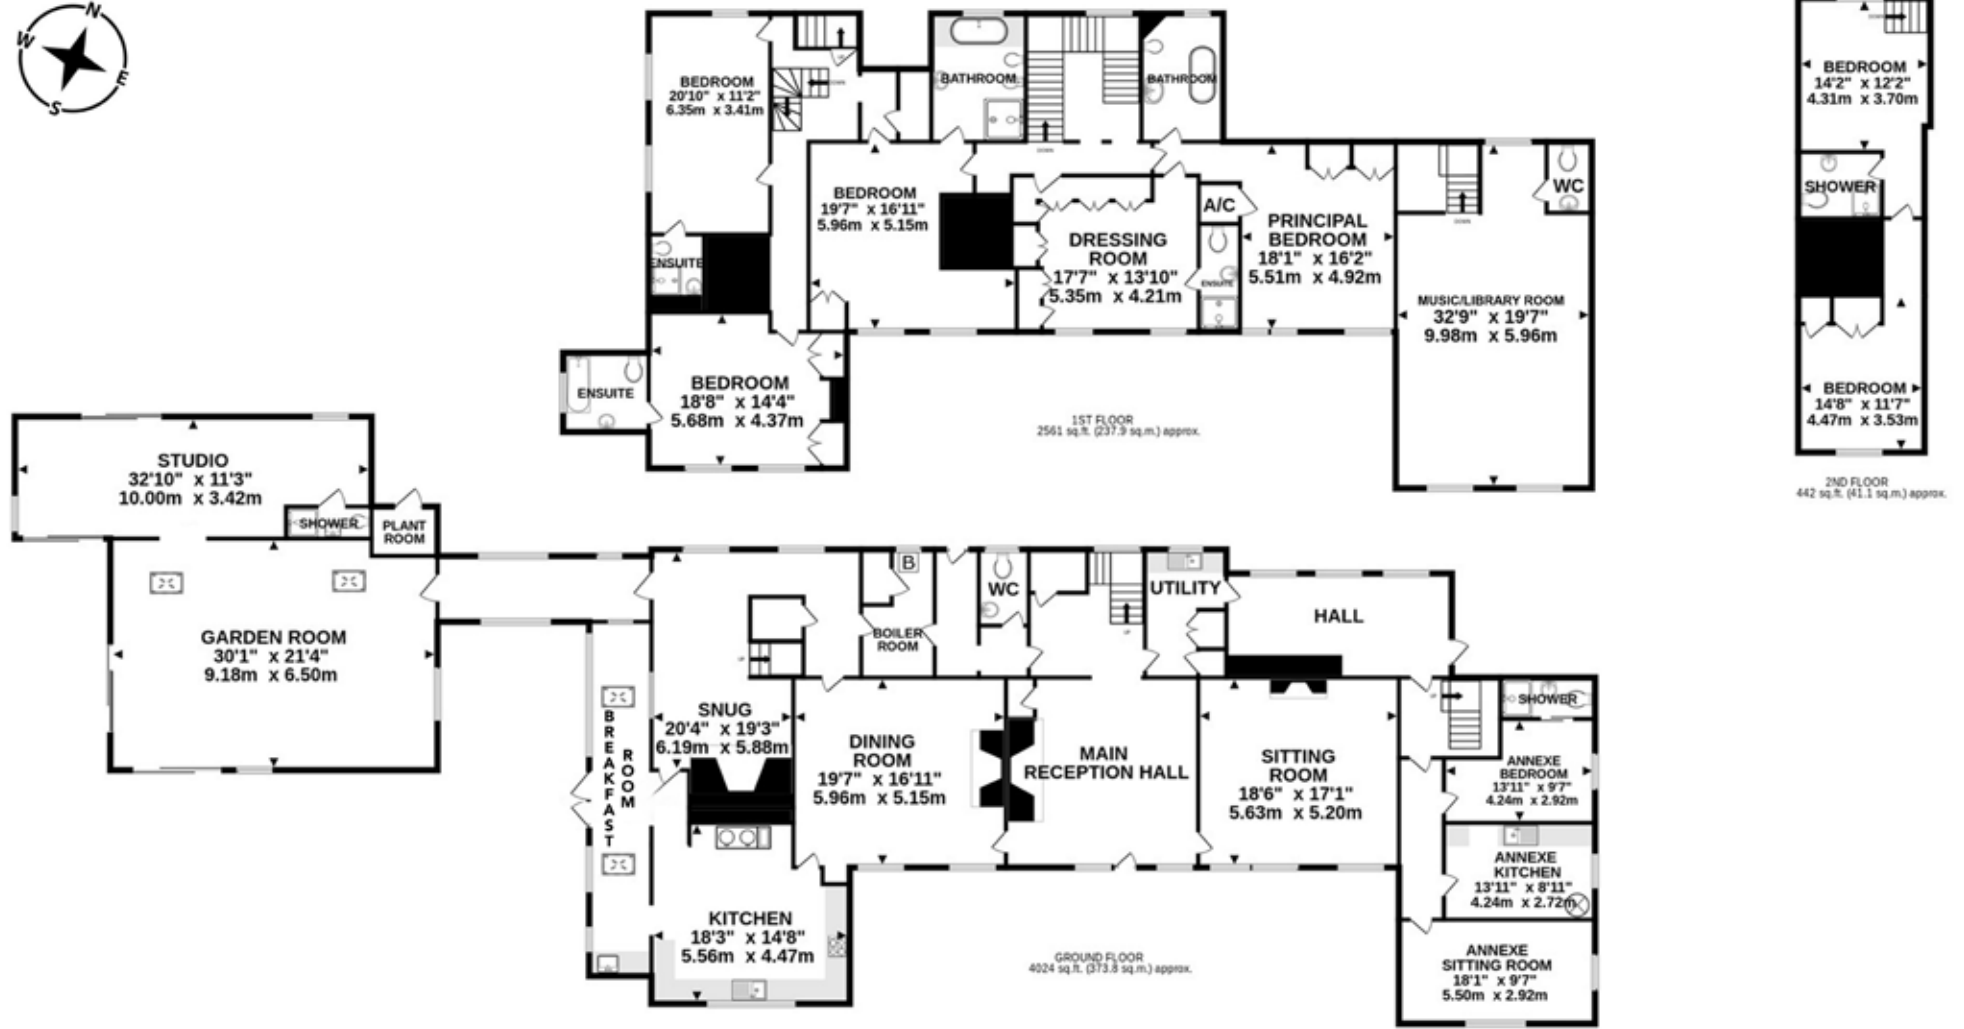 N
W
E
S
BEDROOM
20'10" x 11'2"
6.35m x 3.41m
UP
DOWN
BATHROOM
DOWN
BATHROOM
BEDROOM
19'7" x 16'11"
5.96m x 5.15m
ENSUITE
DRESSING
ROOM
17'7" x 13'10"
5.35m x 4.21m
A/C
ENSUITE
PRINCIPAL
BEDROOM
18'1" x 16'2"
5.51m x 4.92m
DOWN
WC
MUSIC/LIBRARY ROOM
32'9" x 19'7"
9.98m x 5.96m
ENSUITE
BEDROOM
18'8" x 14'4"
5.68m x 4.37m
1ST FLOOR
2561 sq.ft. (237.9 sq.m.) approx.
DOWN
BEDROOM
14'2" x 12'2"
4.31m x 3.70m
SHOWER
BEDROOM
14'8" x 11'7"
4.47m x 3.53m
2ND FLOOR
442 sq.ft. (41.1 sq.m.) approx.
STUDIO
32'10" x 11'3"
10.00m x 3.42m
SHOWER
PLANT
ROOM
GARDEN ROOM
30'1" x 21'4"
9.18m x 6.50m
BREAKFAST
ROOM
UP
SNUG
20'4" x 19'3"
6.19m x 5.88m
B
BOILER
ROOM
WC
UP
UTILITY
HALL
DINING
ROOM
19'7" x 16'11"
5.96m x 5.15m
MAIN
RECEPTION HALL
SITTING
ROOM
18'6" x 17'1"
5.63m x 5.20m
UP
SHOWER
ANNEXE
BEDROOM
13'11" x 9'7"
4.24m x 2.92m
ANNEXE
KITCHEN
13'11" x 8'11"
4.24m x 2.72m
ANNEXE
SITTING ROOM
18'1" x 9'7"
5.50m x 2.92m
KITCHEN
18'3" x 14'8"
5.56m x 4.47m
GROUND FLOOR
4024 sq.ft. (373.8 sq.m.) approx.